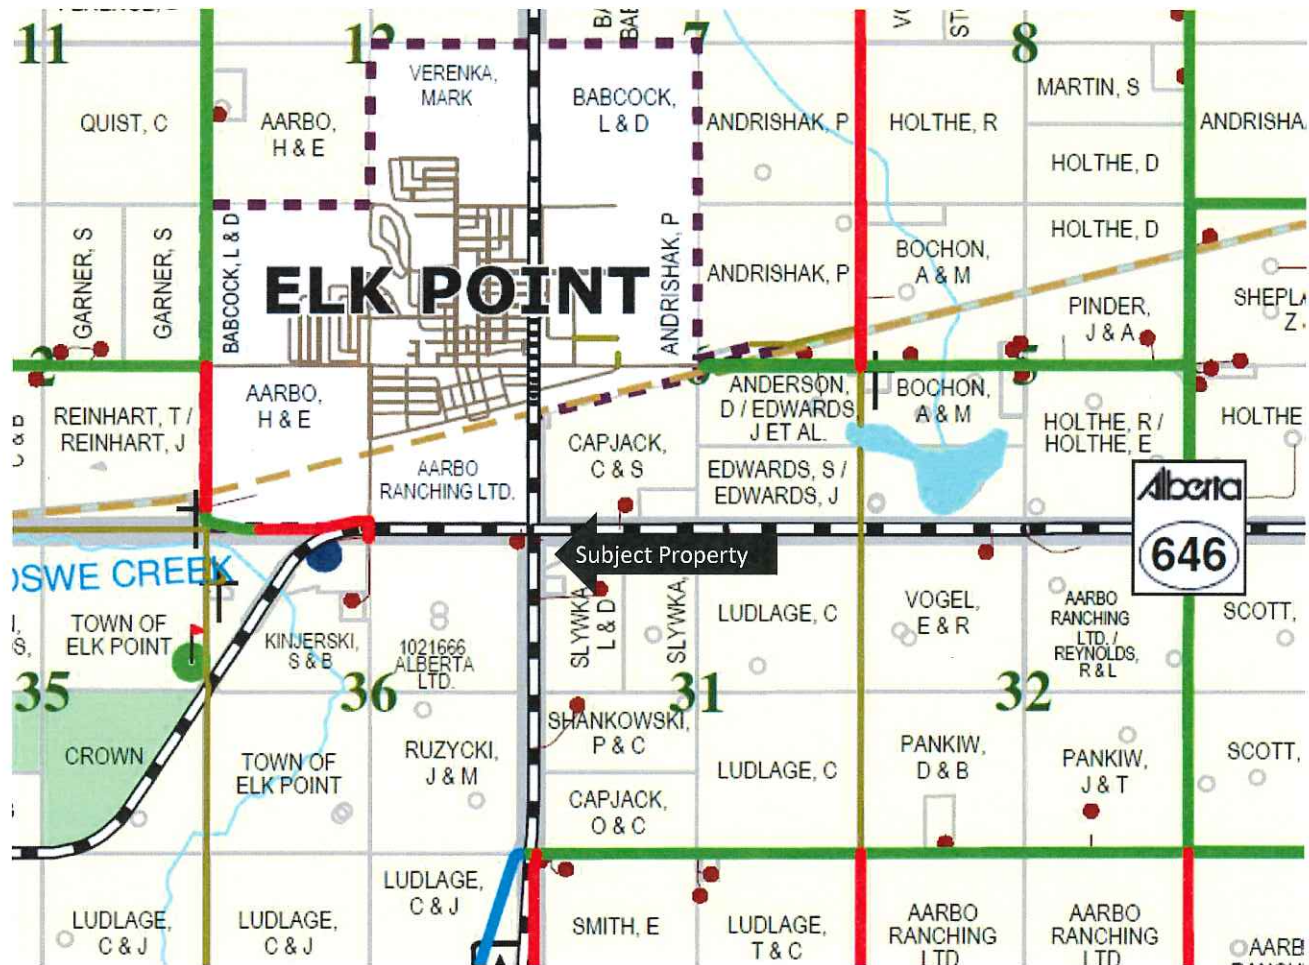 11
12
7
8
VERENKA,
MARK
BABCOCK,
L & D
QUIST, C
AARBO,
H & E
ANDRISHAK, P
HOLTHE, R
MARTIN, S
HOLTHE, D
ANDRISHA
GARNER, S
GARNER, S
BABCOCK, L & D
ELK POINT
ANDRISHAK, P
ANDRISHAK, P
BOCHON,
A & M
HOLTHE, D
PINDER,
J & A
REINHART, T /
REINHART, J
AARBO,
H & E
AARBO
RANCHING LTD.
CAPJACK,
C & S
ANDERSON,
D / EDWARDS,
J ET AL.
EDWARDS, S /
EDWARDS, J
BOCHON,
A & M
HOLTHE, R /
HOLTHE, E
HOLTHE
Alberta
646
Subject Property
OSWE CREEK
TOWN OF
ELK POINT
KINJERSKI,
S & B
1021666
ALBERTA
LTD.
SLYWKA,
L & D
SLYWKA,
LUDLAGE, C
VOGEL,
E & R
AARBO
RANCHING
LTD. /
REYNOLDS,
R & L
SCOTT,
35
36
31
32
CROWN
TOWN OF
ELK POINT
RUZYCKI,
J & M
SHANKOWSKI,
P & C
CAPJACK,
O & C
LUDLAGE, C
PANKIW,
D & B
PANKIW,
J & T
SCOTT,
LUDLAGE,
C & J
LUDLAGE,
C & J
LUDLAGE,
C & J
SMITH, E
LUDLAGE,
T & C
AARBO
RANCHING
LTD
AARBO
RANCHING
LTD
AARB